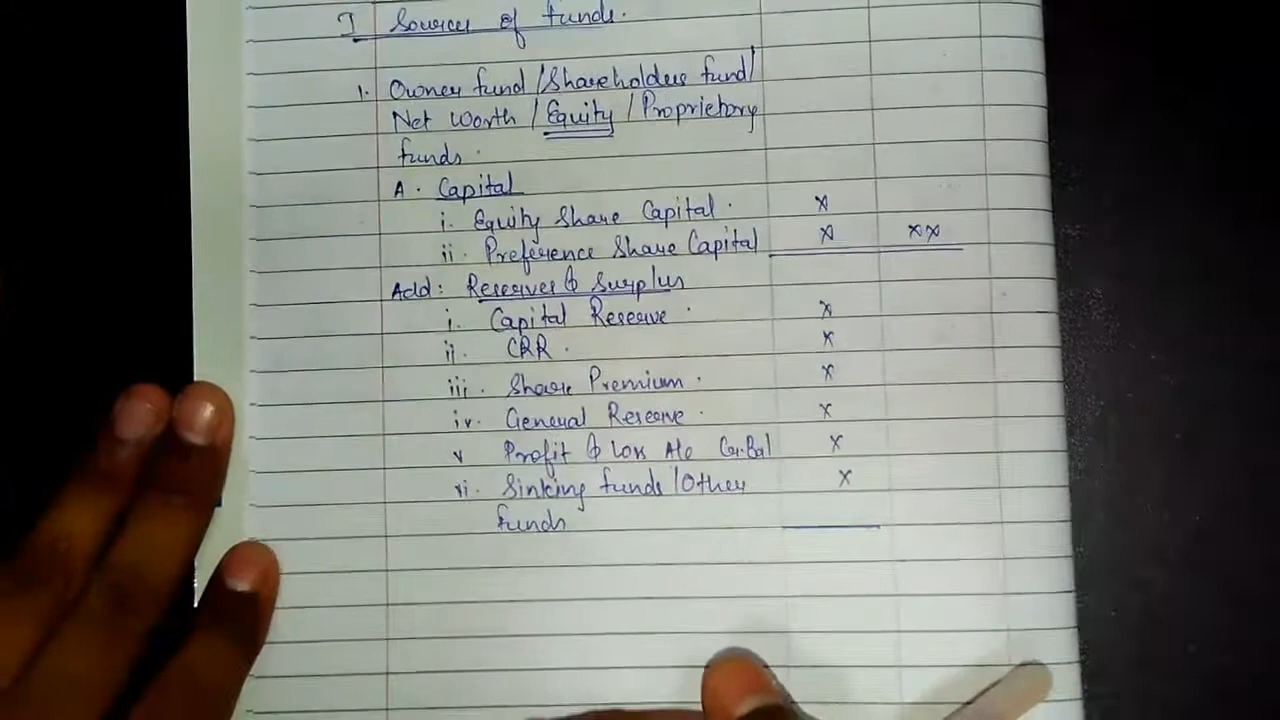 I Sources of funds.
1. Owner fund / Shareholders fund /
Net worth / Equity / Proprietory
funds.
A. Capital
i. Equity Share Capital. x
ii. Preference Share Capital x xx
Add: Reserves & Surplus
i. Capital Reserve. x
ii. CRR. x
iii. Share Premium. x
iv. General Reserve. x
v Profit & Loss A/c Cr.Bal x
vi. Sinking funds / Other x
funds